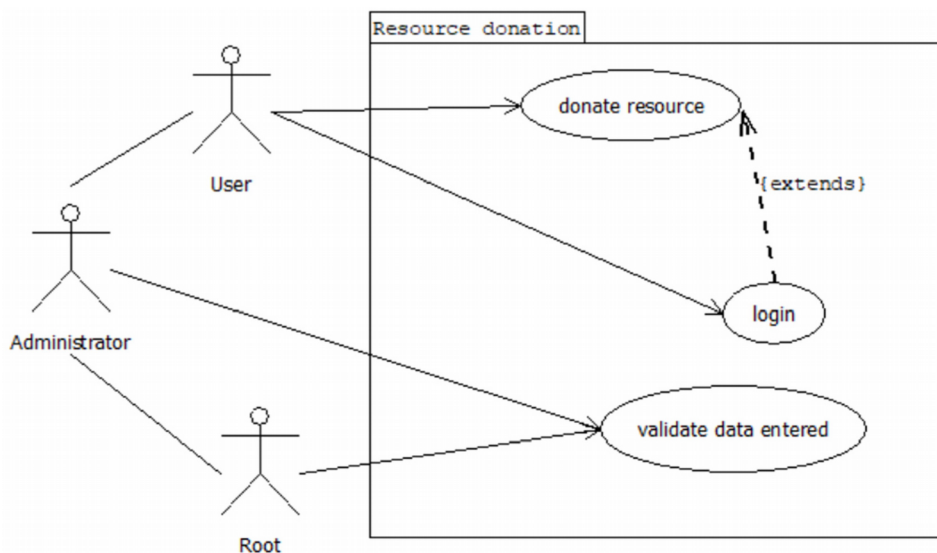 Resource donation
donate resource
User
{extends}
login
Administrator
validate data entered
Root